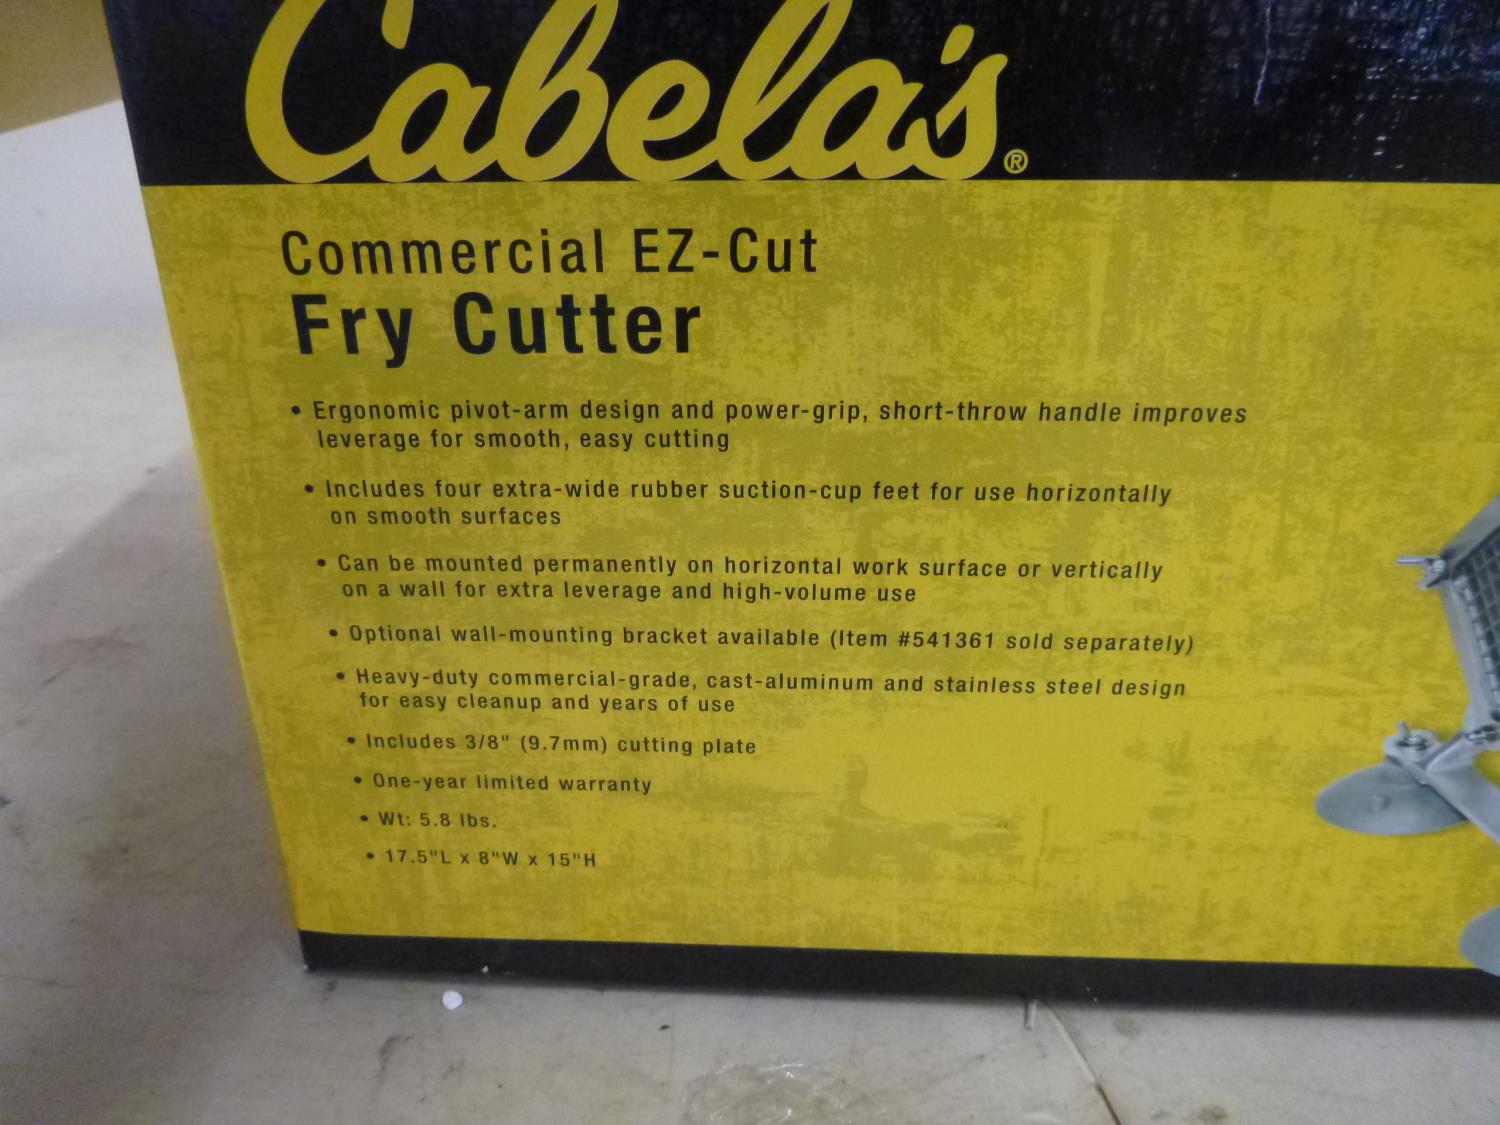 Cabela's®
Commercial EZ-Cut
Fry Cutter
• Ergonomic pivot-arm design and power-grip, short-throw handle improves
leverage for smooth, easy cutting
• Includes four extra-wide rubber suction-cup feet for use horizontally
on smooth surfaces
• Can be mounted permanently on horizontal work surface or vertically
on a wall for extra leverage and high-volume use
• Optional wall-mounting bracket available (Item #541361 sold separately)
• Heavy-duty commercial-grade, cast-aluminum and stainless steel design
for easy cleanup and years of use
• Includes 3/8" (9.7mm) cutting plate
• One-year limited warranty
• Wt: 5.8 lbs.
• 17.5"L x 8"W x 15"H